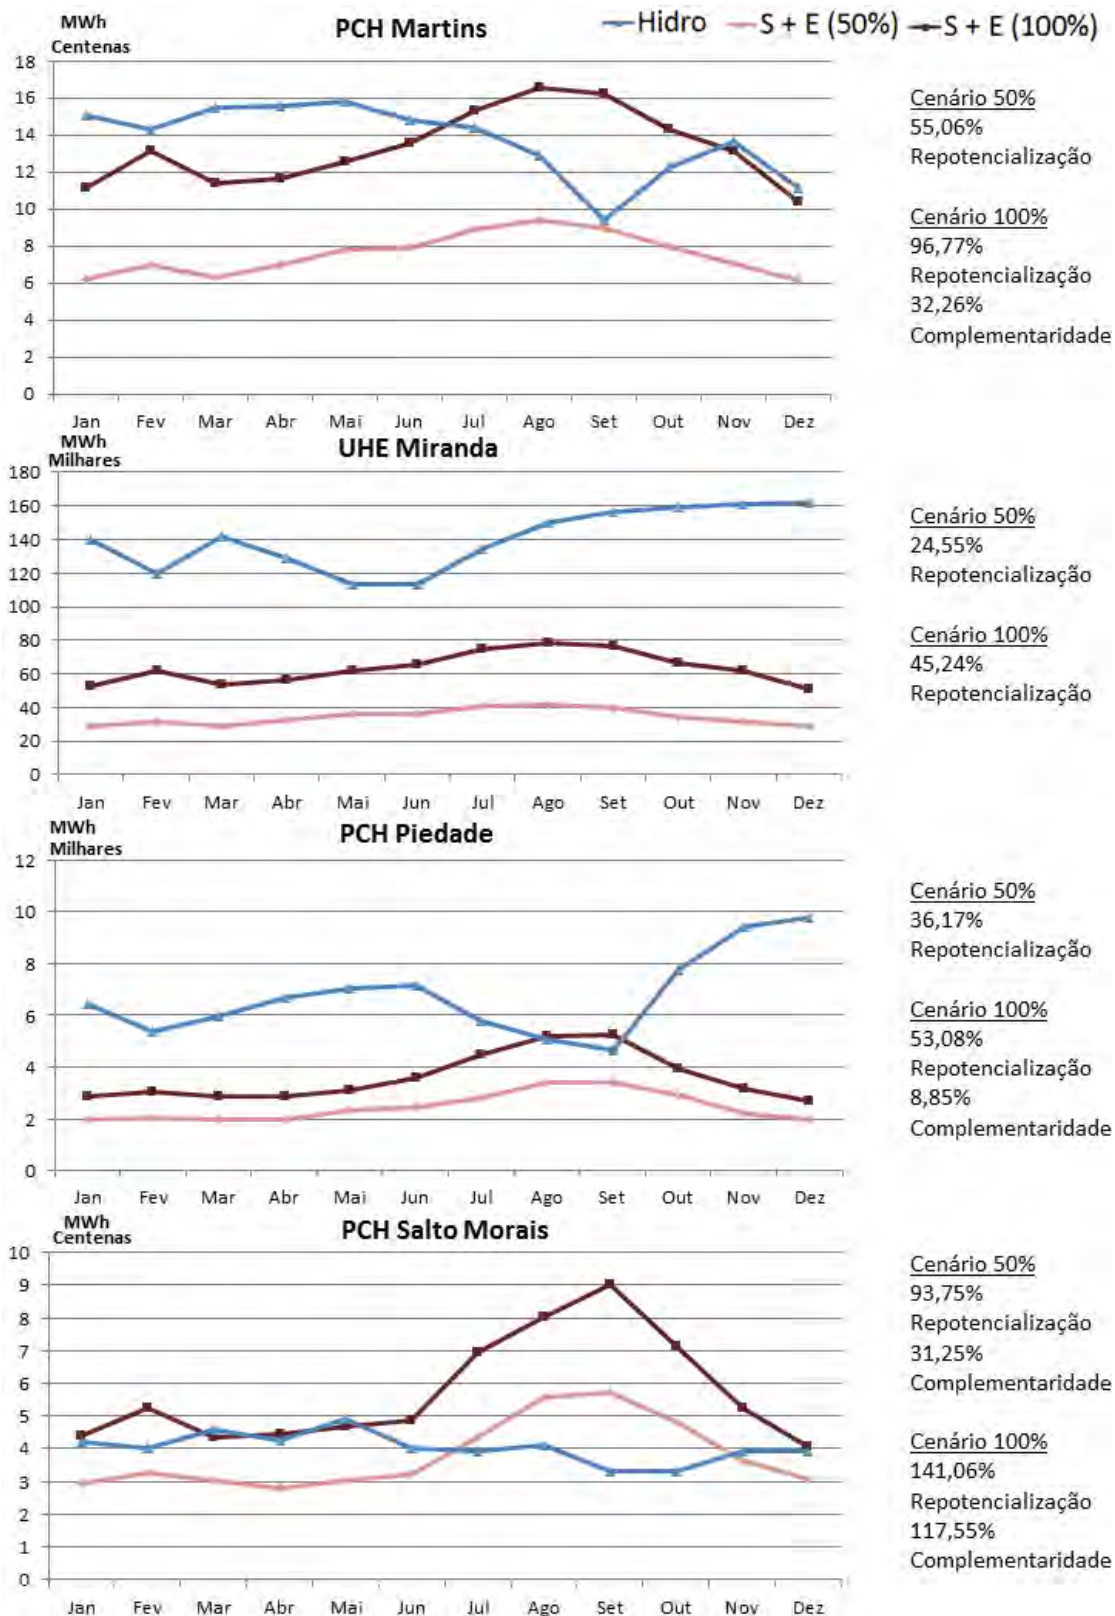 MWh
Centenas
PCH Martins
Hidro
S + E (50%)
S + E (100%)
18
16
14
12
10
8
6
4
2
0
Jan Fev Mar Abr Mai Jun Jul Ago Set Out Nov Dez
Cenário 50%
55,06%
Repotencialização
Cenário 100%
96,77%
Repotencialização
32,26%
Complementaridade
MWh
Milhares
UHE Miranda
180
160
140
120
100
80
60
40
20
0
Jan Fev Mar Abr Mai Jun Jul Ago Set Out Nov Dez
Cenário 50%
24,55%
Repotencialização
Cenário 100%
45,24%
Repotencialização
MWh
Milhares
PCH Piedade
12
10
8
6
4
2
0
Jan Fev Mar Abr Mai Jun Jul Ago Set Out Nov Dez
Cenário 50%
36,17%
Repotencialização
Cenário 100%
53,08%
Repotencialização
8,85%
Complementaridade
MWh
Centenas
PCH Salto Morais
10
9
8
7
6
5
4
3
2
1
0
Jan Fev Mar Abr Mai Jun Jul Ago Set Out Nov Dez
Cenário 50%
93,75%
Repotencialização
31,25%
Complementaridade
Cenário 100%
141,06%
Repotencialização
117,55%
Complementaridade